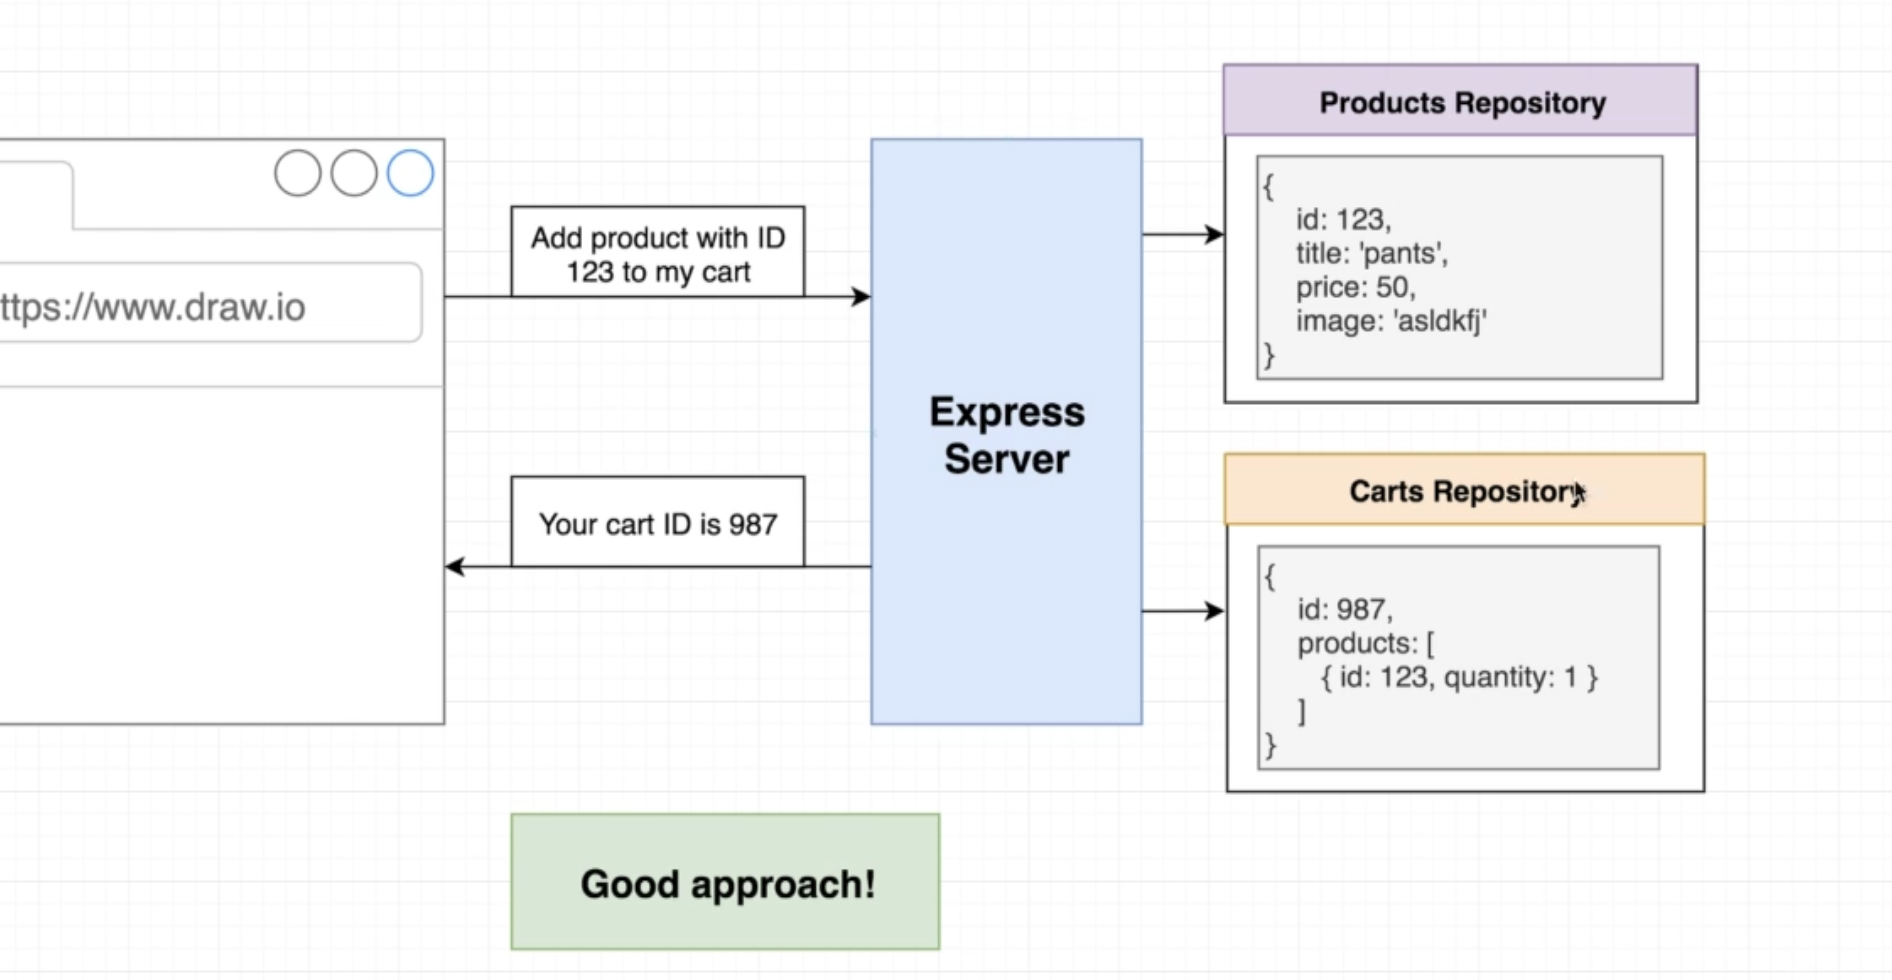 ttps://www.draw.io
Add product with ID
123 to my cart
Your cart ID is 987
Express
Server
Products Repository
{
id: 123,
title: 'pants',
price: 50,
image: 'asldkfj'
}
Carts Repository
{
id: 987,
products: [
{ id: 123, quantity: 1 }
]
}
Good approach!